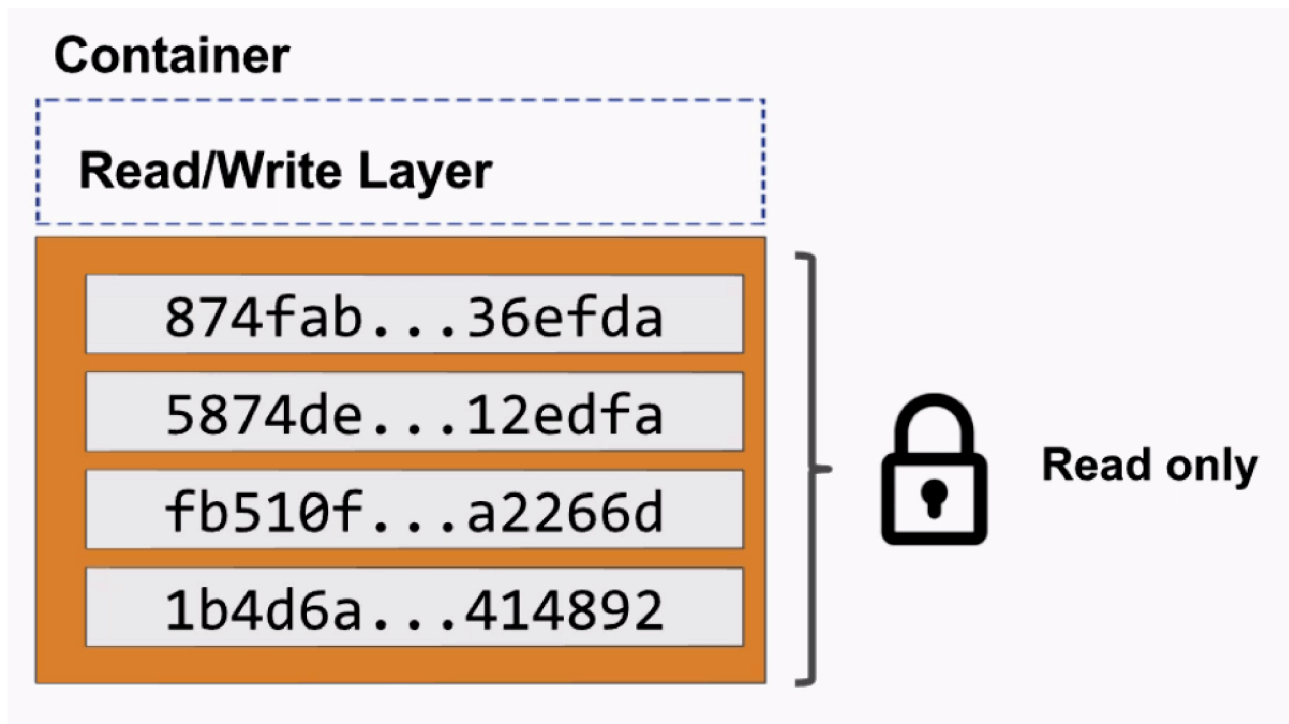 Container
Read/Write Layer
874fab...36efda
5874de...12edfa
fb510f...a2266d
1b4d6a...414892
Read only